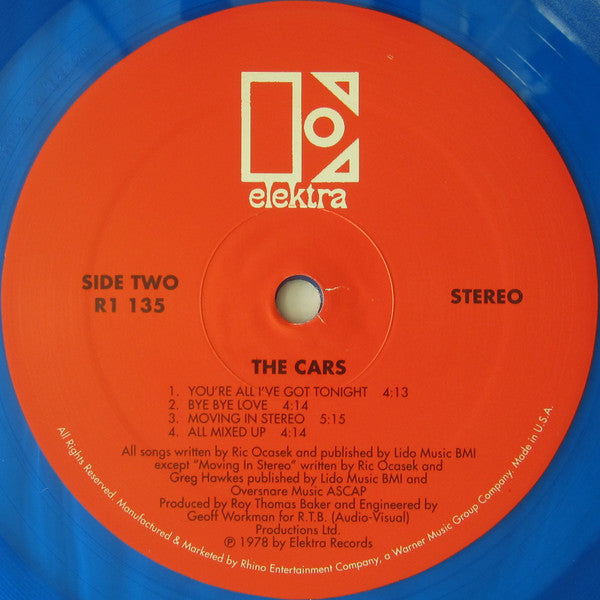 elektra
SIDE TWO
R1 135
STEREO
THE CARS
1. YOU'RE ALL I'VE GOT TONIGHT 4:13
2. BYE BYE LOVE 4:14
3. MOVING IN STEREO 5:15
4. ALL MIXED UP 4:14
All songs written by Ric Ocasek and published by Lido Music BMI
except "Moving In Stereo" written by Ric Ocasek and
Greg Hawkes published by Lido Music BMI and
Oversnare Music ASCAP
Produced by Roy Thomas Baker and Engineered by
Geoff Workman for R.T.B. (Audio-Visual)
Productions Ltd.
℗ 1978 by Elektra Records
All Rights Reserved. Manufactured & Marketed by Rhino Entertainment Company, a Warner Music Group Company. Made in U.S.A.